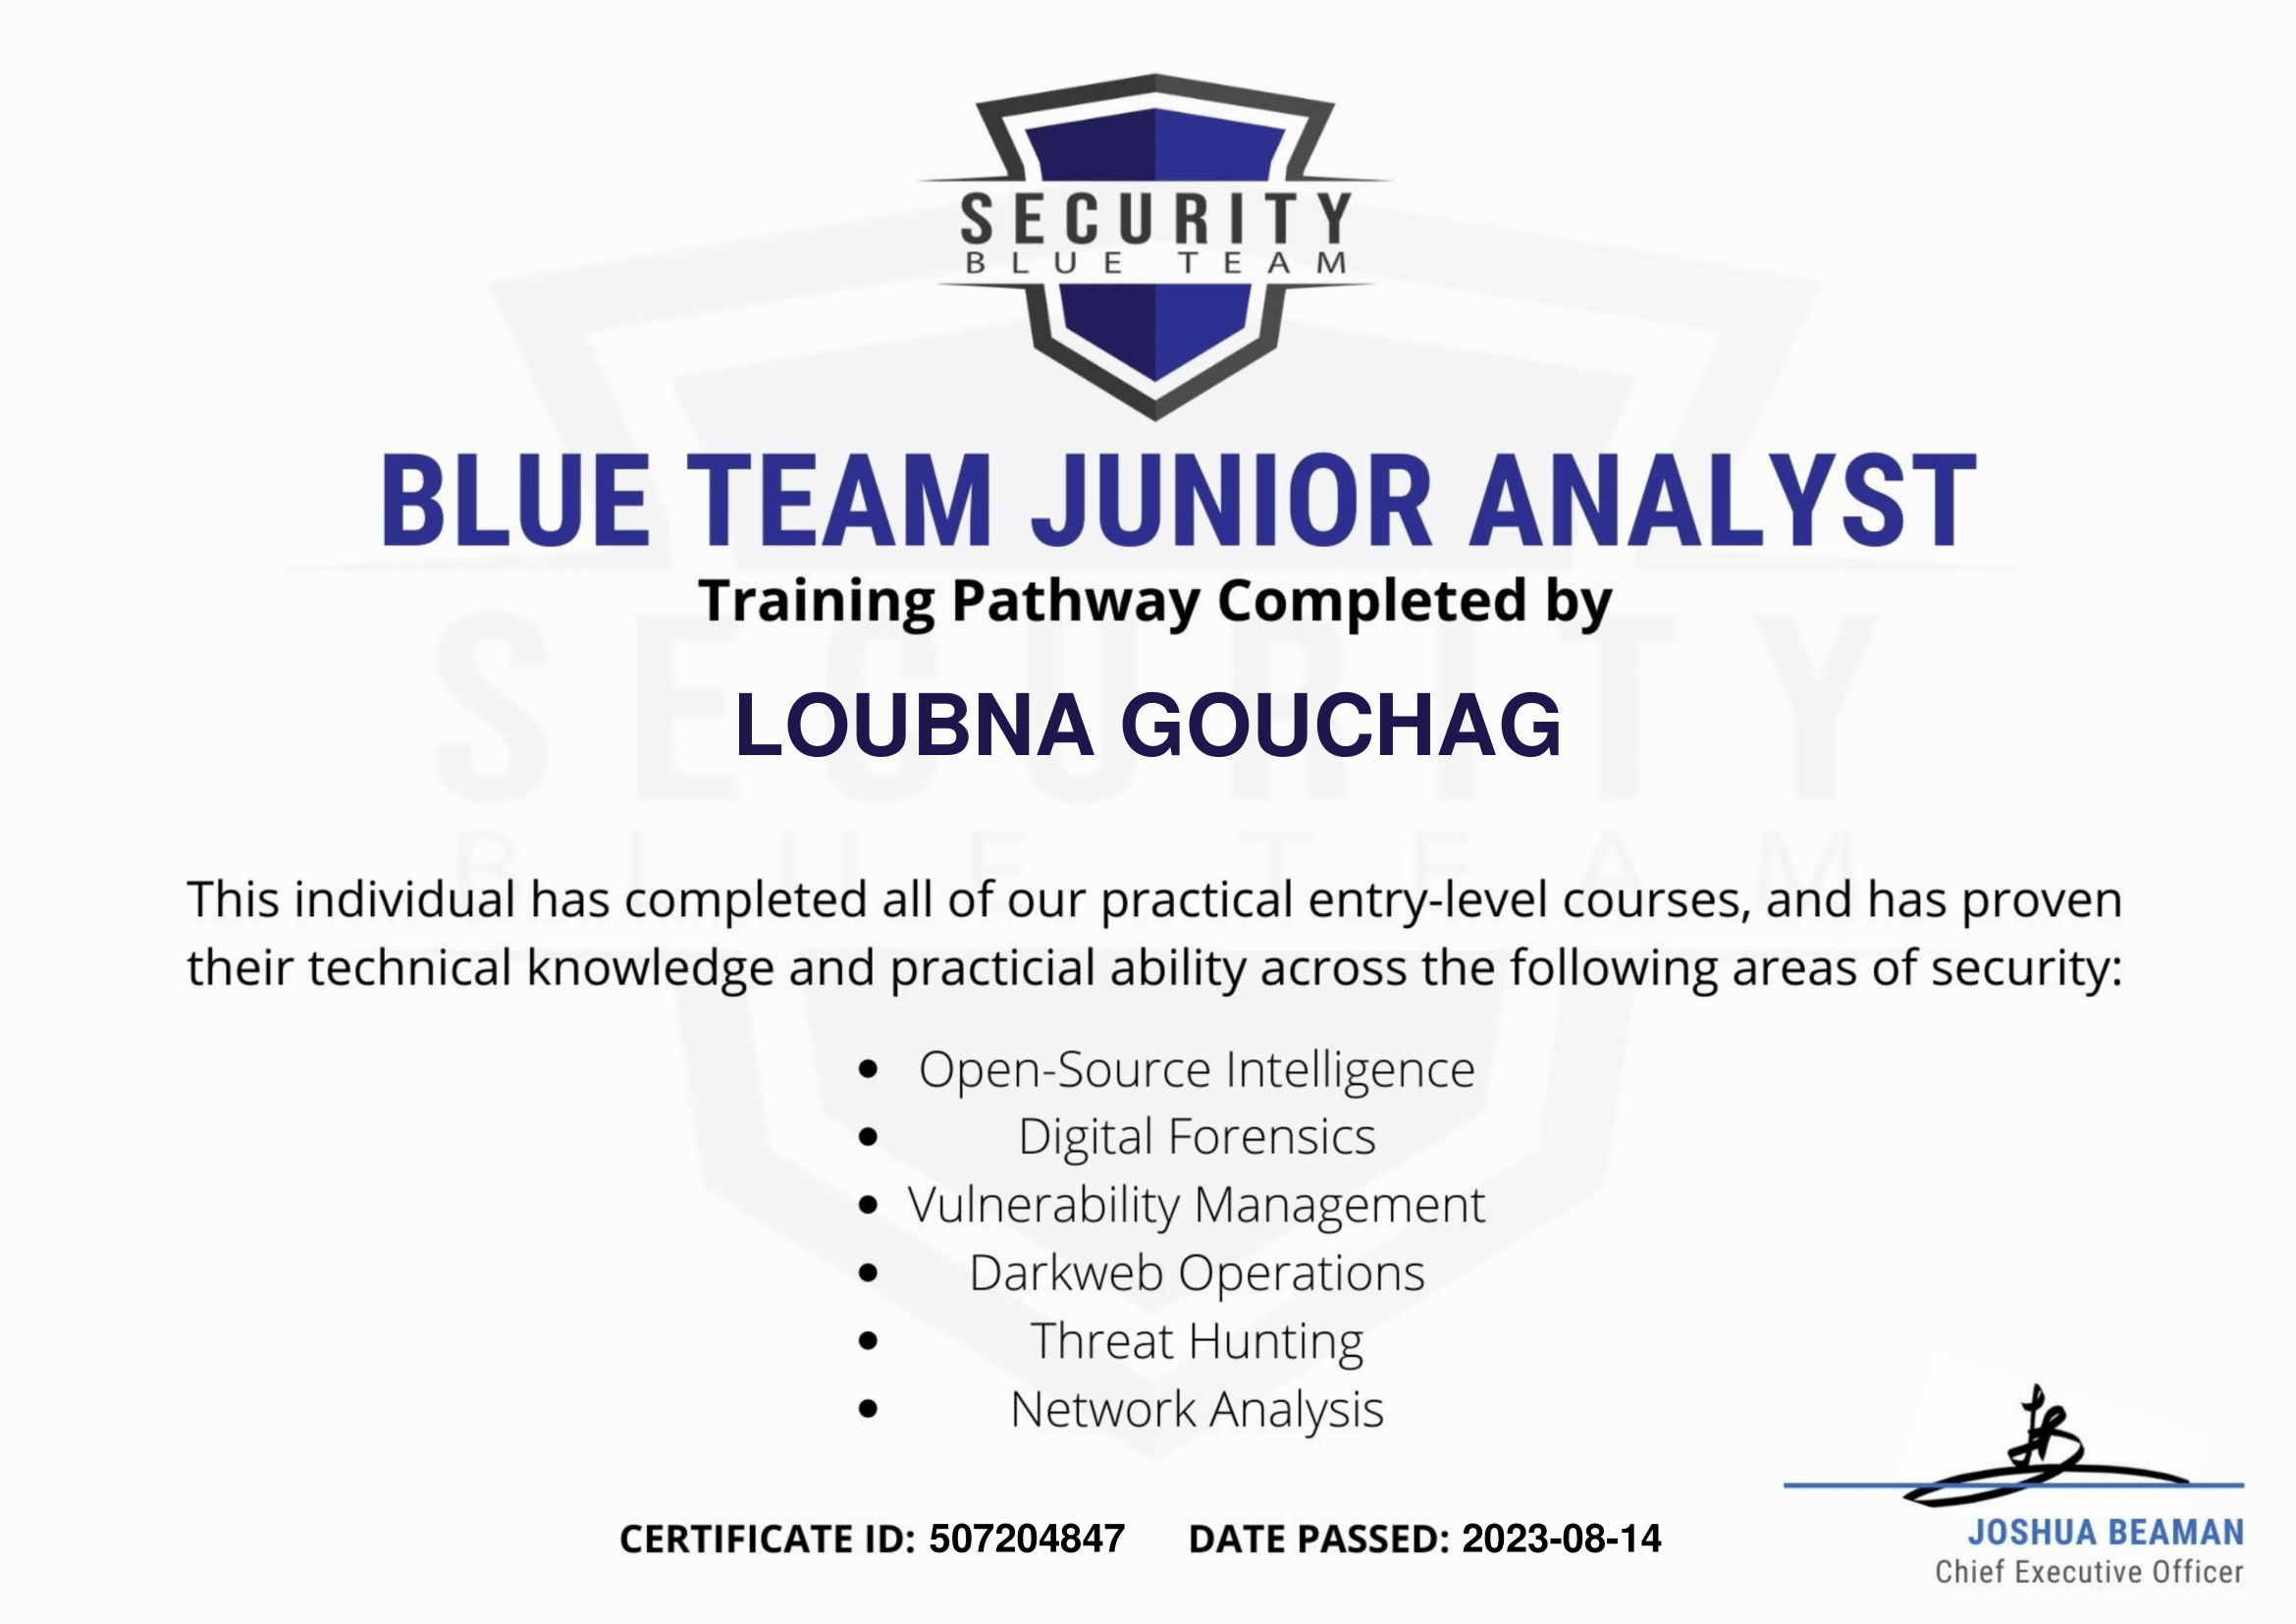 SECURITY
BLUE TEAM
BLUE TEAM JUNIOR ANALYST
Training Pathway Completed by
LOUBNA GOUCHAG
SECURITY
BLUE TEAM
This individual has completed all of our practical entry-level courses, and has proven
their technical knowledge and practicial ability across the following areas of security:
• Open-Source Intelligence
• Digital Forensics
• Vulnerability Management
• Darkweb Operations
• Threat Hunting
• Network Analysis
CERTIFICATE ID: 507204847 DATE PASSED: 2023-08-14
JOSHUA BEAMAN
Chief Executive Officer